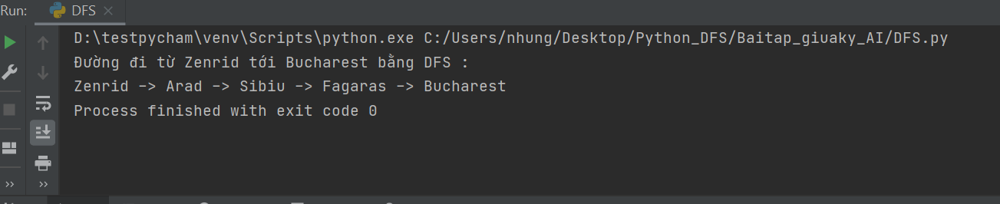 Run: DFS ×
D:\testpycham\venv\Scripts\python.exe C:/Users/nhung/Desktop/Python_DFS/Baitap_giuaky_AI/DFS.py
Đường đi từ Zenrid tới Bucharest bằng DFS :
Zenrid -> Arad -> Sibiu -> Fagaras -> Bucharest
Process finished with exit code 0